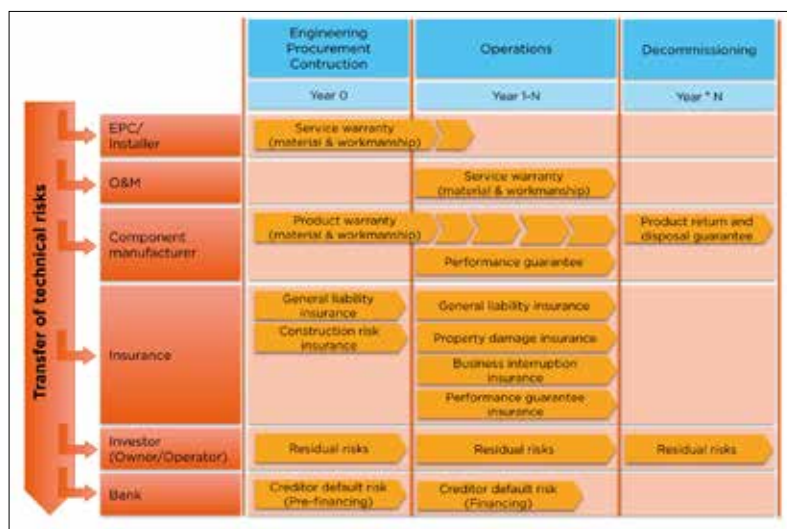 Engineering
Procurement
Contruction
Operations
Decommissioning
Year 0
Year 1-N
Year * N
Transfer of technical risks
EPC/
Installer
Service warranty
(material & workmanship)
O&M
Service warranty
(material & workmanship)
Component
manufacturer
Product warranty
(material & workmanship)
Product return and
disposal guarantee
Performance guarantee
Insurance
General liability
insurance
General liability insurance
Construction risk
insurance
Property damage insurance
Business interruption
insurance
Performance guarantee
insurance
Investor
(Owner/Operator)
Residual risks
Residual risks
Residual risks
Bank
Creditor default risk
(Pre-financing)
Creditor default risk
(Financing)